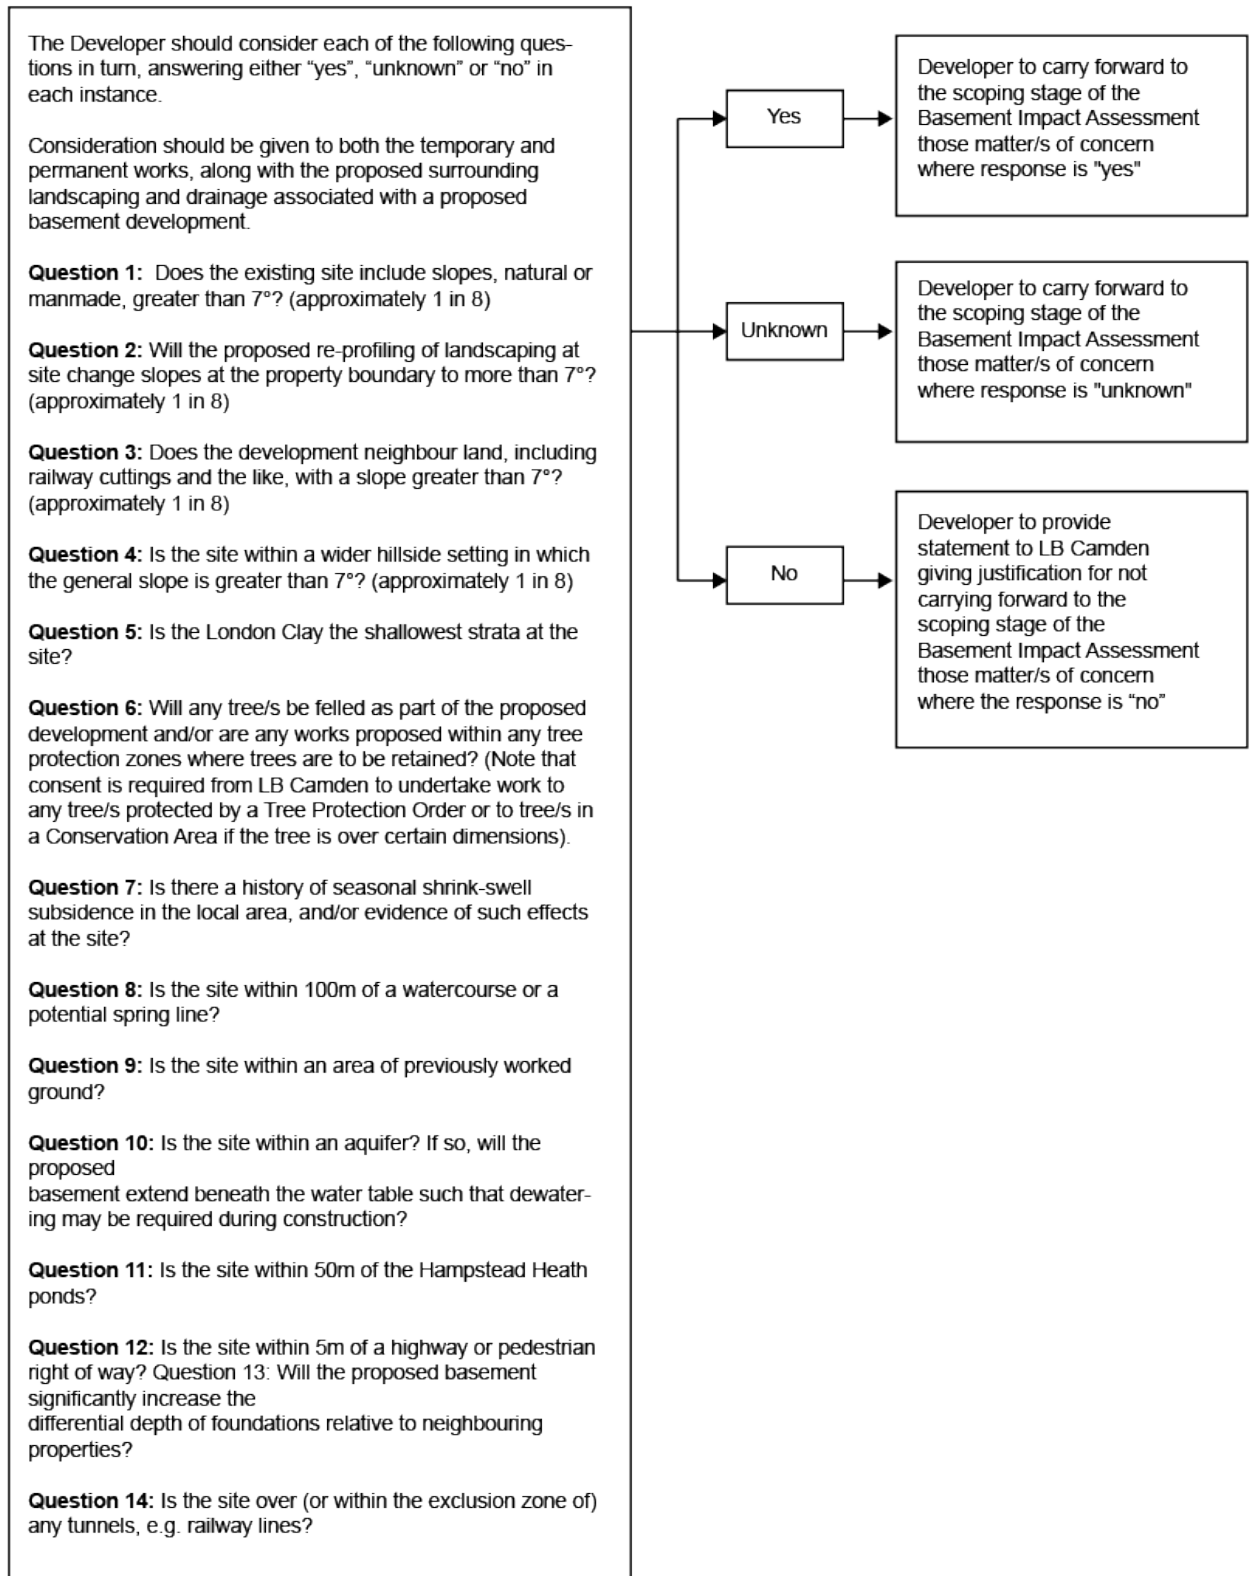 The Developer should consider each of the following ques-
tions in turn, answering either “yes”, “unknown” or “no” in
each instance.
Consideration should be given to both the temporary and
permanent works, along with the proposed surrounding
landscaping and drainage associated with a proposed
basement development.
Question 1:  Does the existing site include slopes, natural or
manmade, greater than 7°? (approximately 1 in 8)
Question 2: Will the proposed re-profiling of landscaping at
site change slopes at the property boundary to more than 7°?
(approximately 1 in 8)
Question 3: Does the development neighbour land, including
railway cuttings and the like, with a slope greater than 7°?
(approximately 1 in 8)
Question 4: Is the site within a wider hillside setting in which
the general slope is greater than 7°? (approximately 1 in 8)
Question 5: Is the London Clay the shallowest strata at the
site?
Question 6: Will any tree/s be felled as part of the proposed
development and/or are any works proposed within any tree
protection zones where trees are to be retained? (Note that
consent is required from LB Camden to undertake work to
any tree/s protected by a Tree Protection Order or to tree/s in
a Conservation Area if the tree is over certain dimensions).
Question 7: Is there a history of seasonal shrink-swell
subsidence in the local area, and/or evidence of such effects
at the site?
Question 8: Is the site within 100m of a watercourse or a
potential spring line?
Question 9: Is the site within an area of previously worked
ground?
Question 10: Is the site within an aquifer? If so, will the
proposed
basement extend beneath the water table such that dewater-
ing may be required during construction?
Question 11: Is the site within 50m of the Hampstead Heath
ponds?
Question 12: Is the site within 5m of a highway or pedestrian
right of way? Question 13: Will the proposed basement
significantly increase the
differential depth of foundations relative to neighbouring
properties?
Question 14: Is the site over (or within the exclusion zone of)
any tunnels, e.g. railway lines?
Yes
Developer to carry forward to
the scoping stage of the
Basement Impact Assessment
those matter/s of concern
where response is "yes"
Unknown
Developer to carry forward to
the scoping stage of the
Basement Impact Assessment
those matter/s of concern
where response is "unknown"
No
Developer to provide
statement to LB Camden
giving justification for not
carrying forward to the
scoping stage of the
Basement Impact Assessment
those matter/s of concern
where the response is “no”